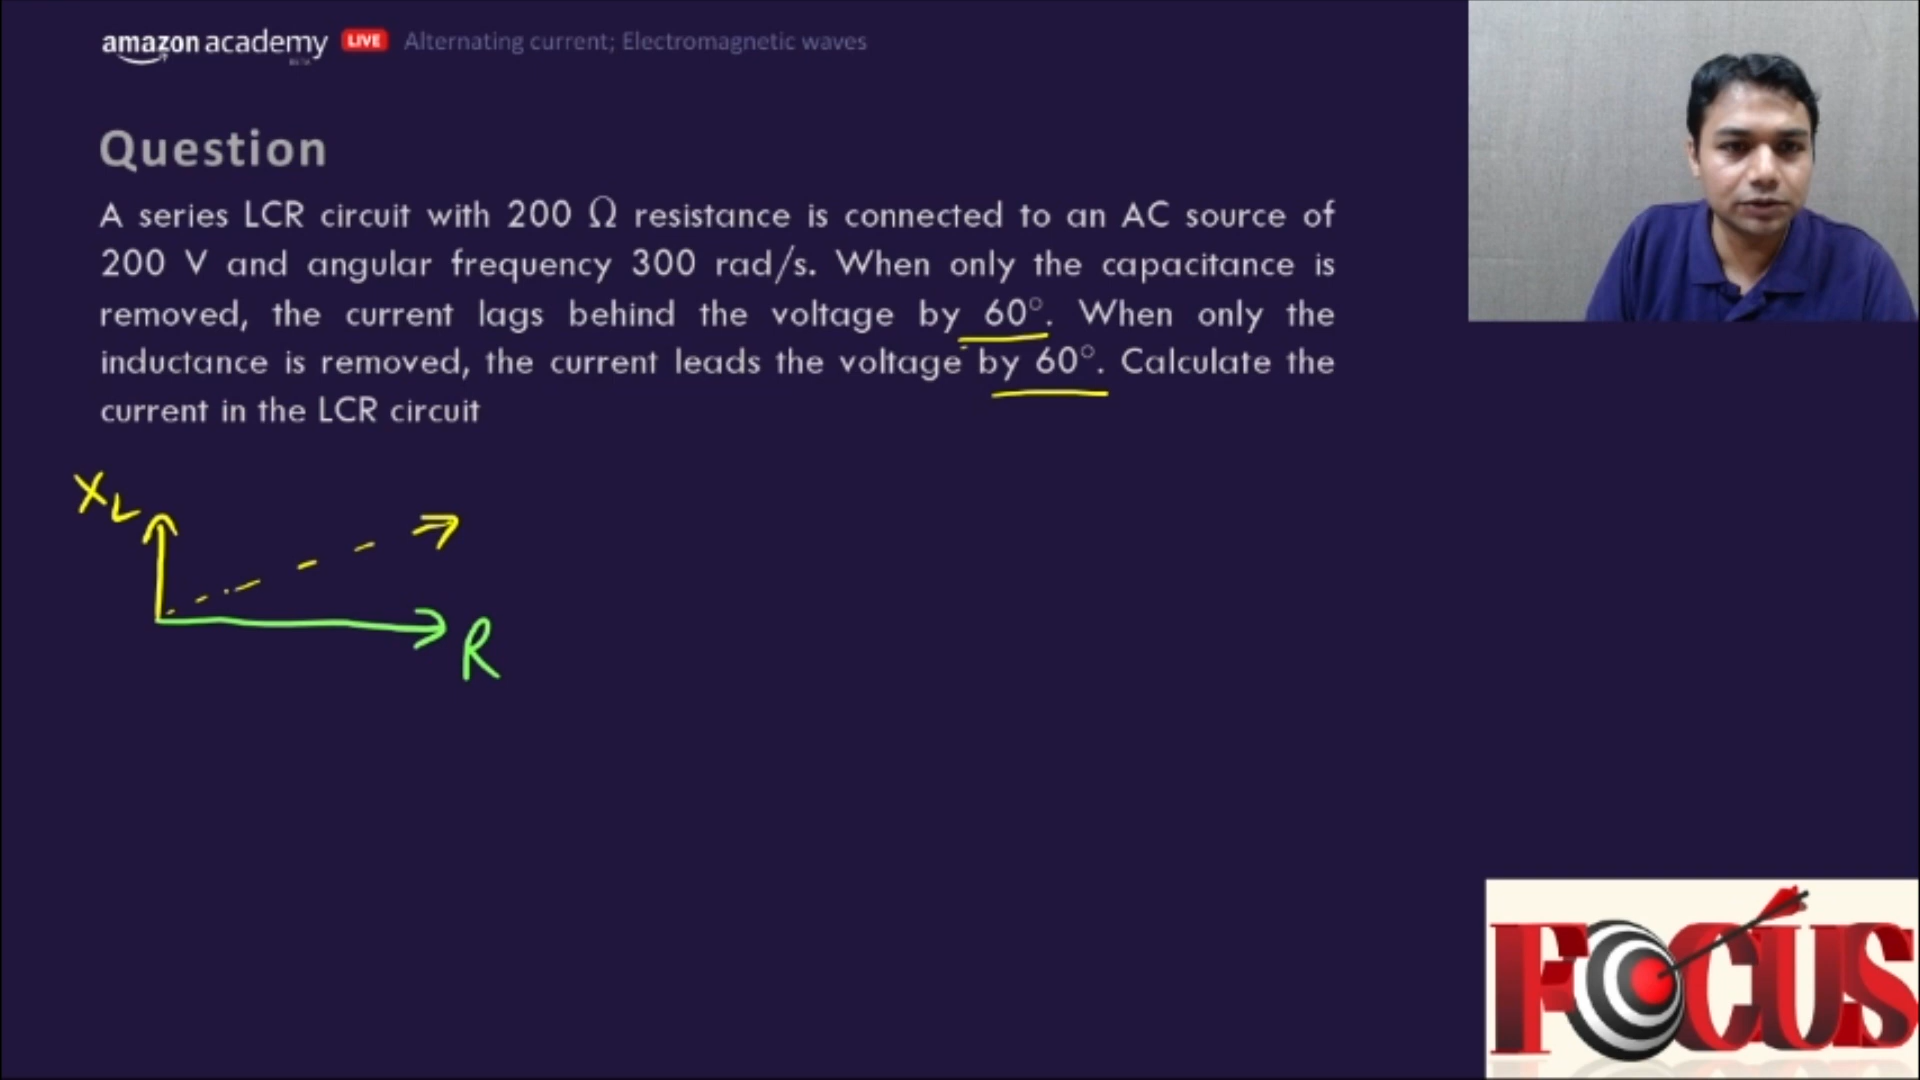 amazon academy LIVE Alternating current; Electromagnetic waves
BETA
Question
A series LCR circuit with 200 Ω resistance is connected to an AC source of
200 V and angular frequency 300 rad/s. When only the capacitance is
removed, the current lags behind the voltage by 60°. When only the
inductance is removed, the current leads the voltage by 60°. Calculate the
current in the LCR circuit
XL
R
FOCUS